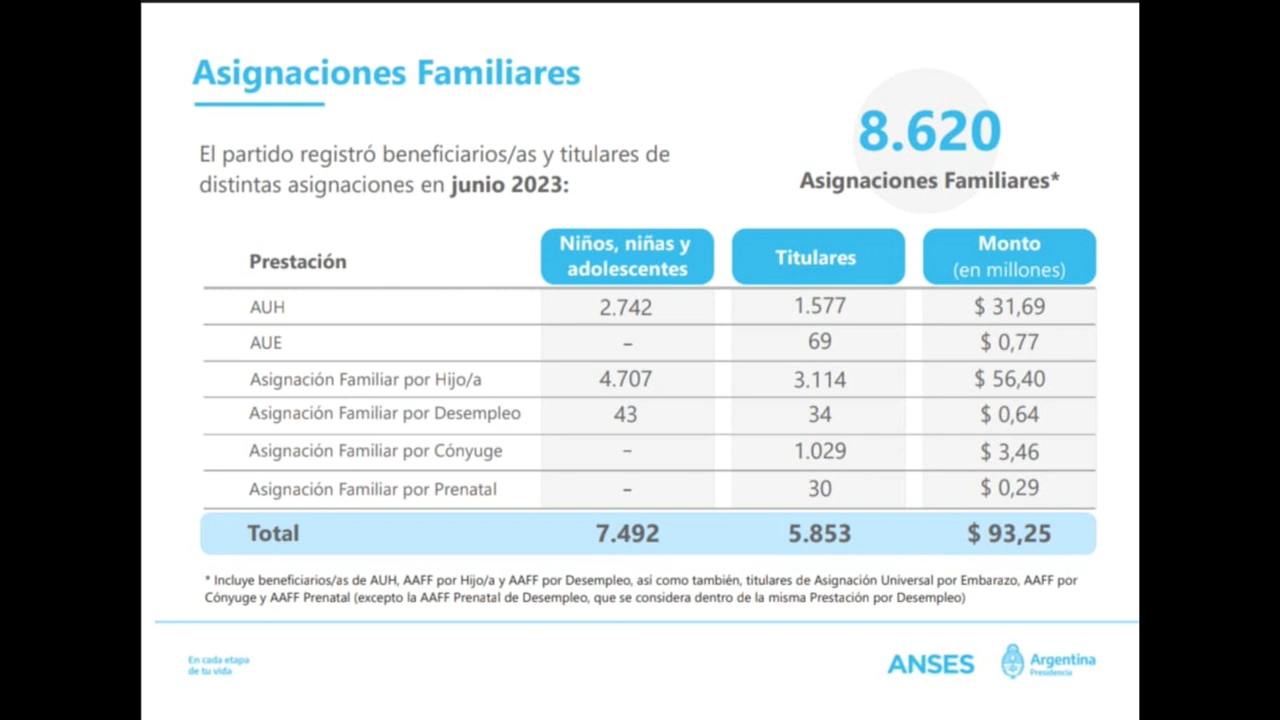 Asignaciones Familiares
8.620
Asignaciones Familiares*
El partido registró beneficiarios/as y titulares de
distintas asignaciones en junio 2023:
Prestación Niños, niñas y adolescentes Titulares Monto (en millones)
AUH 2.742 1.577 $ 31,69
AUE – 69 $ 0,77
Asignación Familiar por Hijo/a 4.707 3.114 $ 56,40
Asignación Familiar por Desempleo 43 34 $ 0,64
Asignación Familiar por Cónyuge – 1.029 $ 3,46
Asignación Familiar por Prenatal – 30 $ 0,29
Total 7.492 5.853 $ 93,25
* Incluye beneficiarios/as de AUH, AAFF por Hijo/a y AAFF por Desempleo, así como también, titulares de Asignación Universal por Embarazo, AAFF por
Cónyuge y AAFF Prenatal (excepto la AAFF Prenatal de Desempleo, que se considera dentro de la misma Prestación por Desempleo)
En cada etapa
de tu vida
ANSES
Argentina
Presidencia